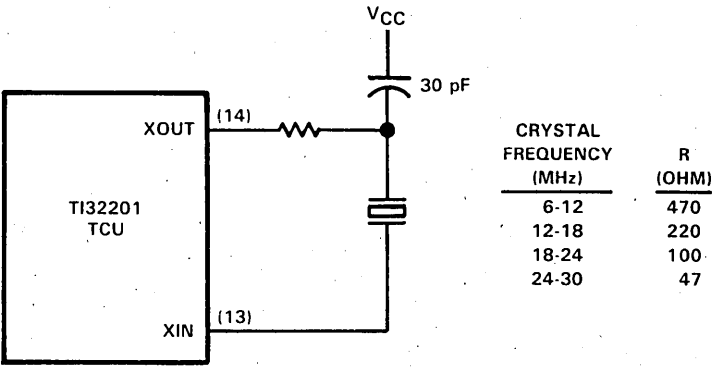 VCC
30 pF
XOUT
(14)
TI32201
TCU
XIN
(13)
CRYSTAL
FREQUENCY
(MHz)
R
(OHM)
6-12 470
12-18 220
18-24 100
24-30 47